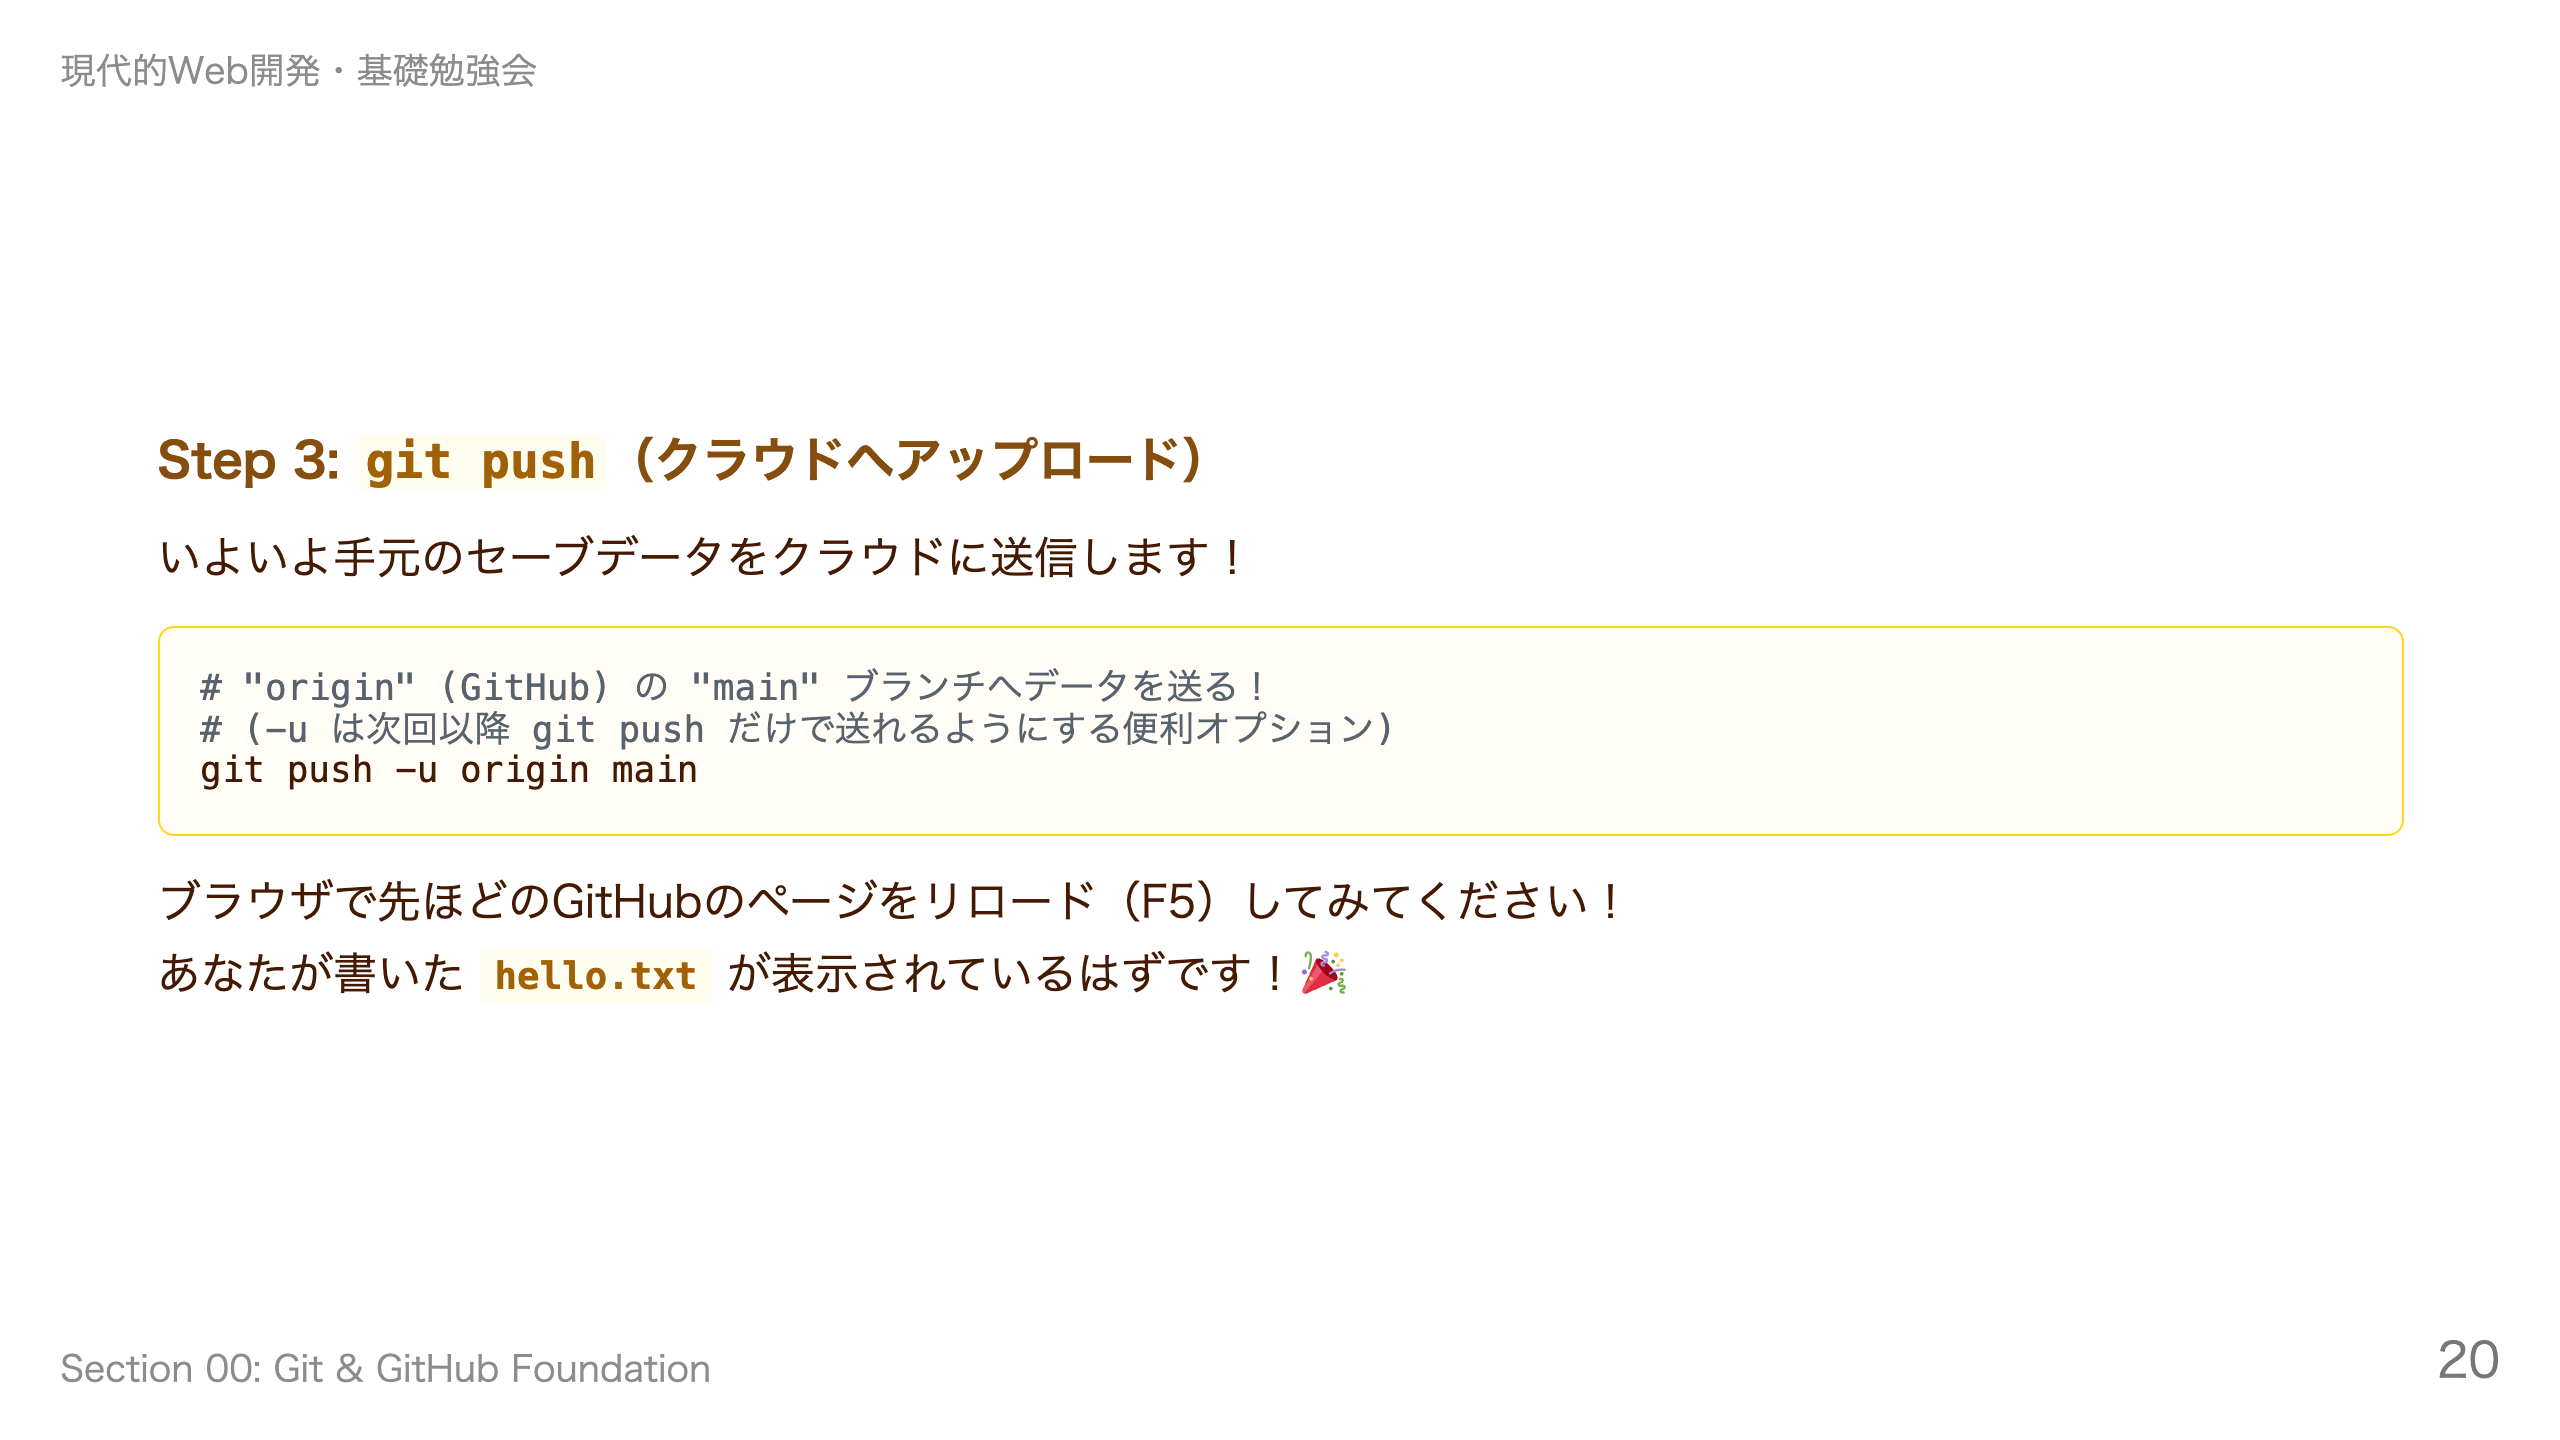 現代的Web開発・基礎勉強会
Step 3: git push（クラウドへアップロード）
いよいよ手元のセーブデータをクラウドに送信します！
# "origin" (GitHub) の "main" ブランチへデータを送る！
# (-u は次回以降 git push だけで送れるようにする便利オプション)
git push -u origin main
ブラウザで先ほどのGitHubのページをリロード（F5）してみてください！
あなたが書いた hello.txt が表示されているはずです！🎉
Section 00: Git & GitHub Foundation
20